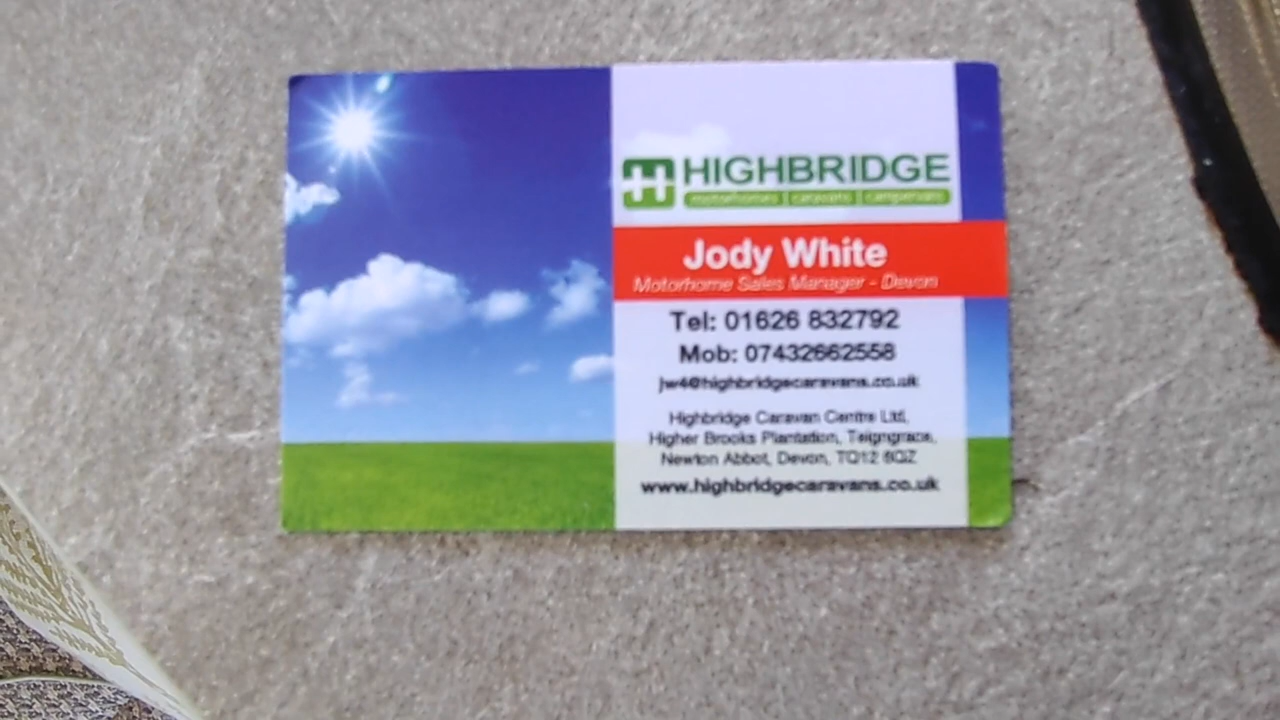 HIGHBRIDGE
motorhomes | caravans | campervans
Jody White
Motorhome Sales Manager - Devon
Tel: 01626 832792
Mob: 07432662558
jw4@highbridgecaravans.co.uk
Highbridge Caravan Centre Ltd,
Higher Brooks Plantation, Teigngrace,
Newton Abbot, Devon, TQ12 6QZ
www.highbridgecaravans.co.uk